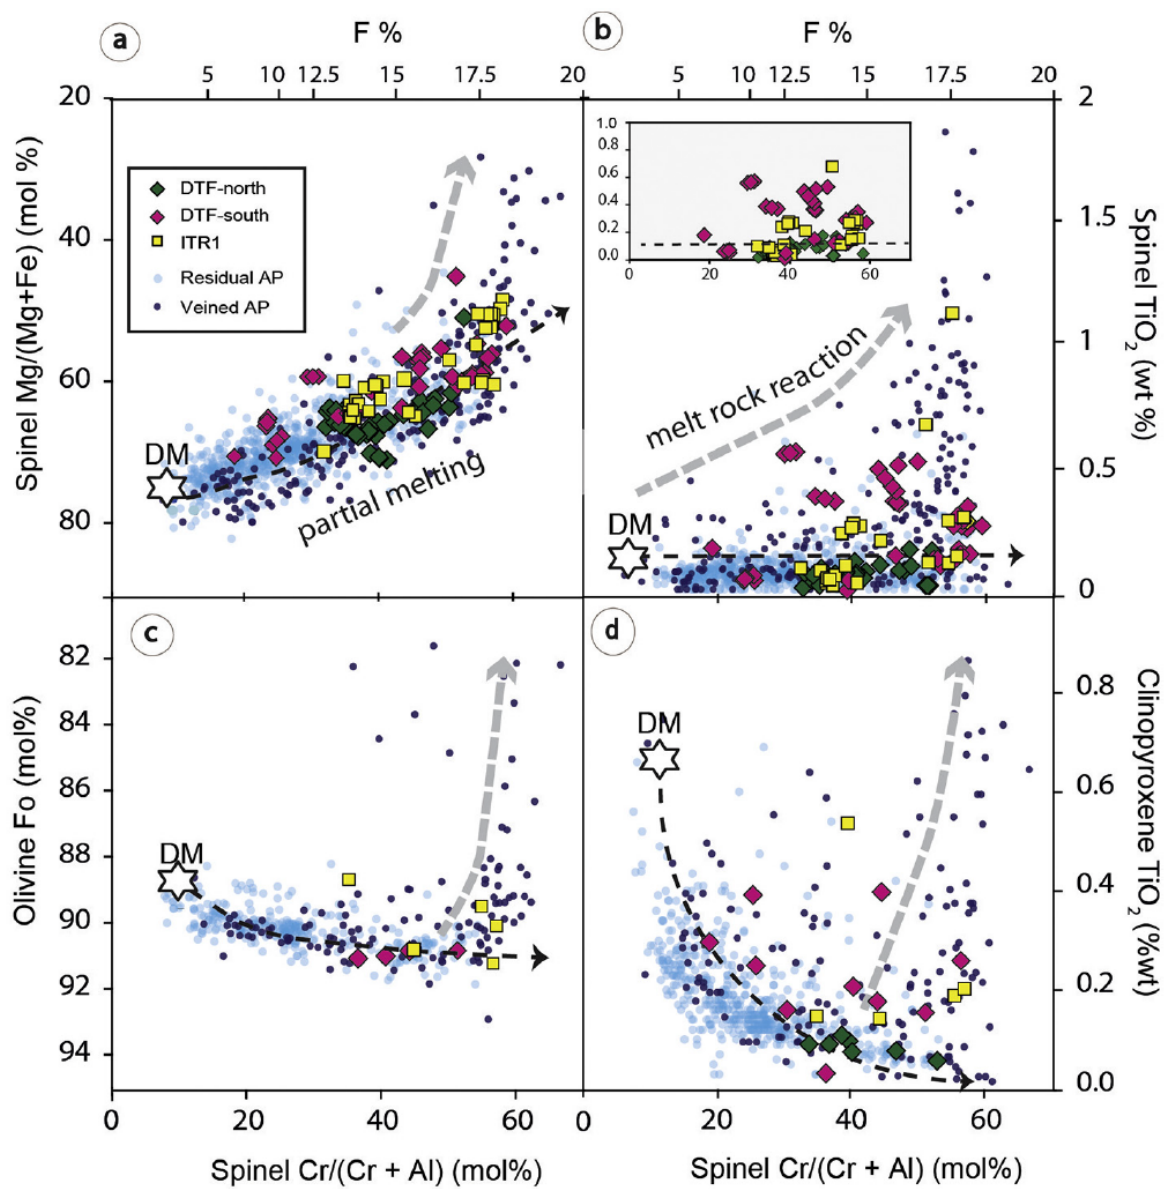 a
F %
5 10 12.5 15 17.5 20
b
F %
5 10 12.5 15 17.5 20
Spinel Mg/(Mg+Fe) (mol %)
20
40
60
80
DTF-north
DTF-south
ITR1
Residual AP
Veined AP
DM
partial melting
1.0
0.8
0.6
0.4
0.2
0.0
0 20 40 60
melt rock reaction
DM
2
1.5
1
0.5
0
Spinel TiO2 (wt %)
c
Olivine Fo (mol%)
82
84
86
88
90
92
94
DM
0 20 40 60
Spinel Cr/(Cr + Al) (mol%)
d
DM
0.8
0.6
0.4
0.2
0.0
Clinopyroxene TiO2 (%wt)
0 20 40 60
Spinel Cr/(Cr + Al) (mol%)